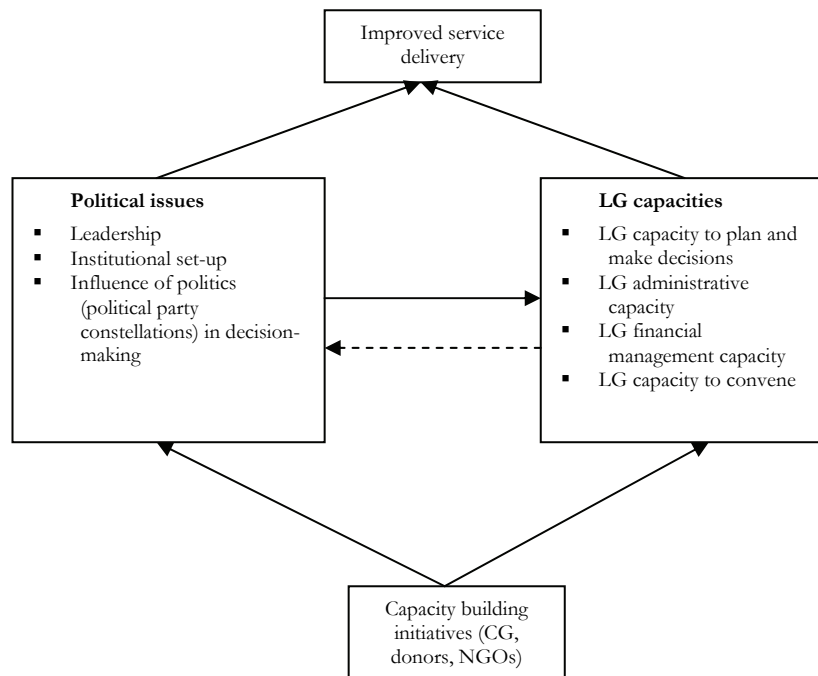 Improved service
delivery
Political issues
▪ Leadership
▪ Institutional set-up
▪ Influence of politics
(political party
constellations) in decision-
making
LG capacities
▪ LG capacity to plan and
make decisions
▪ LG administrative
capacity
▪ LG financial
management capacity
▪ LG capacity to convene
Capacity building
initiatives (CG,
donors, NGOs)